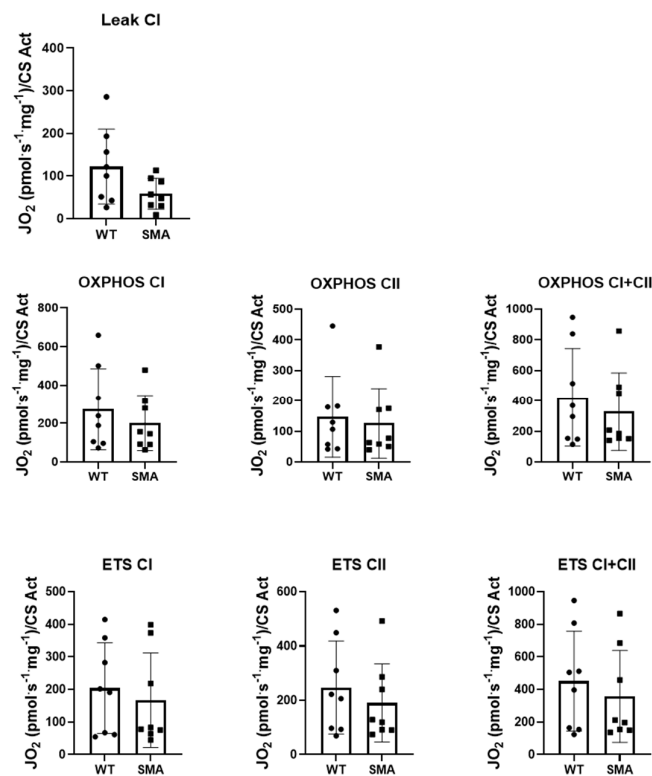 Leak CI
JO2 (pmol·s-1·mg-1)/CS Act
400
300
200
100
0
WT SMA
OXPHOS CI
JO2 (pmol·s-1·mg-1)/CS Act
800
600
400
200
0
WT SMA
OXPHOS CII
JO2 (pmol·s-1·mg-1)/CS Act
500
400
300
200
100
0
WT SMA
OXPHOS CI+CII
JO2 (pmol·s-1·mg-1)/CS Act
1000
800
600
400
200
0
WT SMA
ETS CI
JO2 (pmol·s-1·mg-1)/CS Act
500
400
300
200
100
0
WT SMA
ETS CII
JO2 (pmol·s-1·mg-1)/CS Act
600
400
200
0
WT SMA
ETS CI+CII
JO2 (pmol·s-1·mg-1)/CS Act
1000
800
600
400
200
0
WT SMA